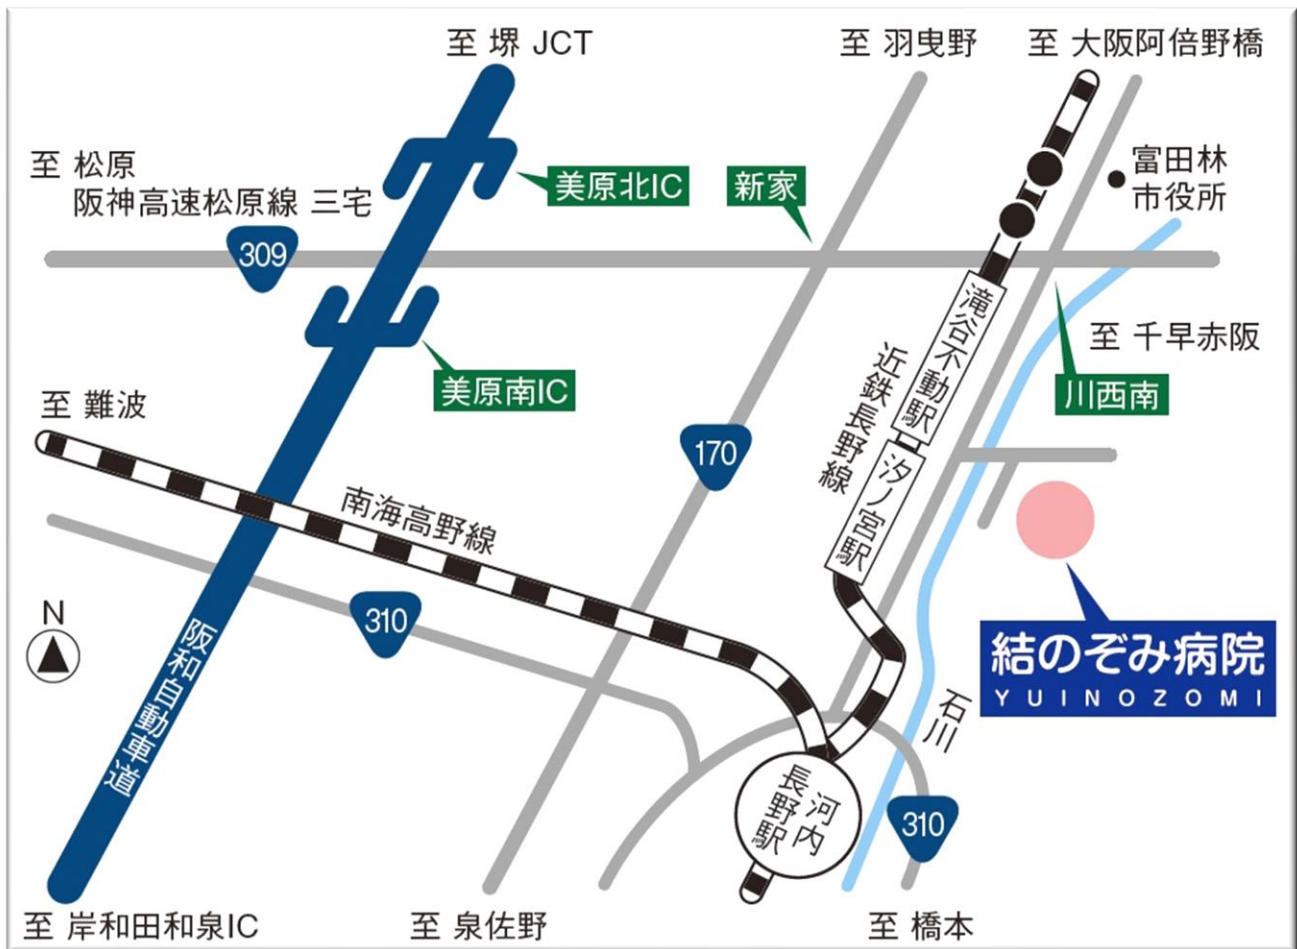 至 堺 JCT
至 羽曳野
至 大阪阿倍野橋
至 松原
阪神高速松原線 三宅
富田林
市役所
美原北IC
新家
309
滝谷不動駅
至 千早赤阪
近鉄長野線
美原南IC
川西南
至 難波
170
汐ノ宮駅
南海高野線
N
310
阪和自動車道
結のぞみ病院
YUINOZOMI
石川
河内
長野駅
310
至 岸和田和泉IC
至 泉佐野
至 橋本